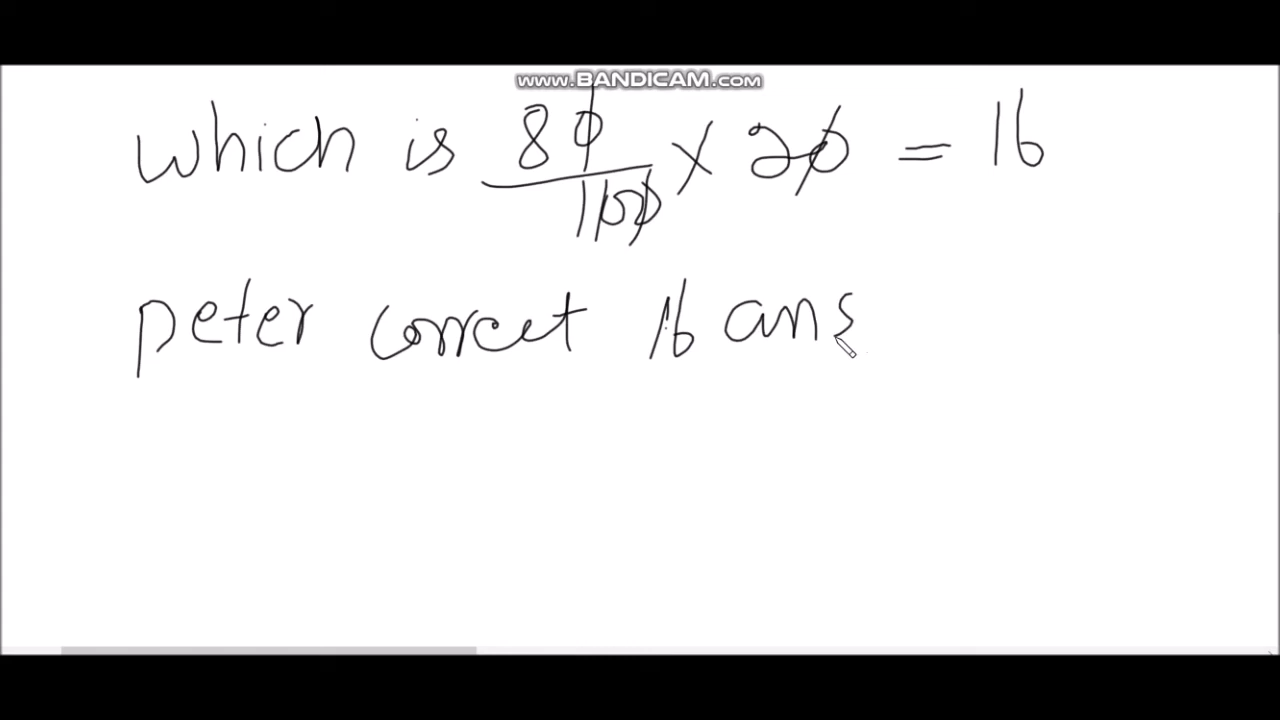 www.BANDICAM.com
which is 80/100 x 20 = 16
peter correct 16 ans